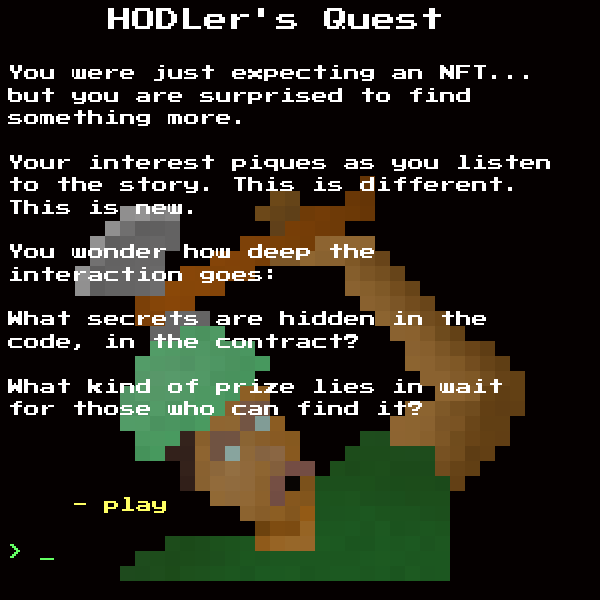 HODLer's Quest
You were just expecting an NFT...
but you are surprised to find
something more.
Your interest piques as you listen
to the story. This is different.
This is new.
You wonder how deep the
interaction goes:
What secrets are hidden in the
code, in the contract?
What kind of prize lies in wait
for those who can find it?
- play
> _